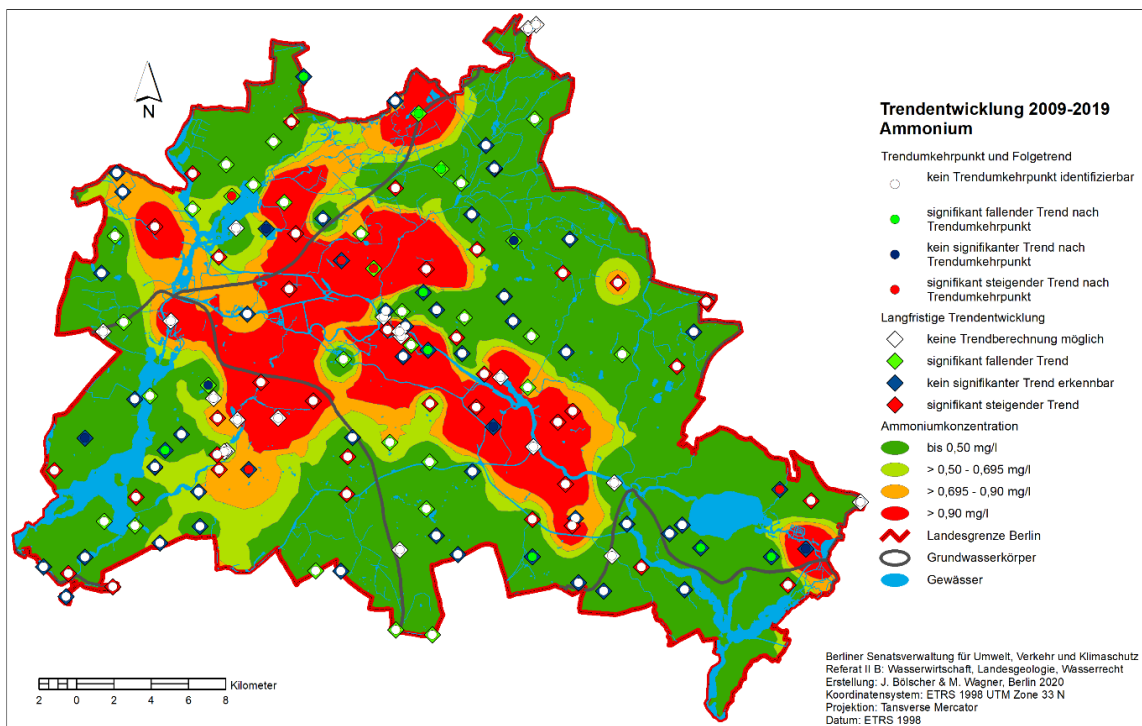 N
Trendentwicklung 2009-2019
Ammonium
Trendumkehrpunkt und Folgetrend
kein Trendumkehrpunkt identifizierbar
signifikant fallender Trend nach
Trendumkehrpunkt
kein signifikanter Trend nach
Trendumkehrpunkt
signifikant steigender Trend nach
Trendumkehrpunkt
Langfristige Trendentwicklung
keine Trendberechnung möglich
signifikant fallender Trend
kein signifikanter Trend erkennbar
signifikant steigender Trend
Ammoniumkonzentration
bis 0,50 mg/l
> 0,50 - 0,695 mg/l
> 0,695 - 0,90 mg/l
> 0,90 mg/l
Landesgrenze Berlin
Grundwasserkörper
Gewässer
Kilometer
2 0 2 4 6 8
Berliner Senatsverwaltung für Umwelt, Verkehr und Klimaschutz
Referat II B: Wasserwirtschaft, Landesgeologie, Wasserrecht
Erstellung: J. Bölscher & M. Wagner, Berlin 2020
Koordinatensystem: ETRS 1998 UTM Zone 33 N
Projektion: Tansverse Mercator
Datum: ETRS 1998